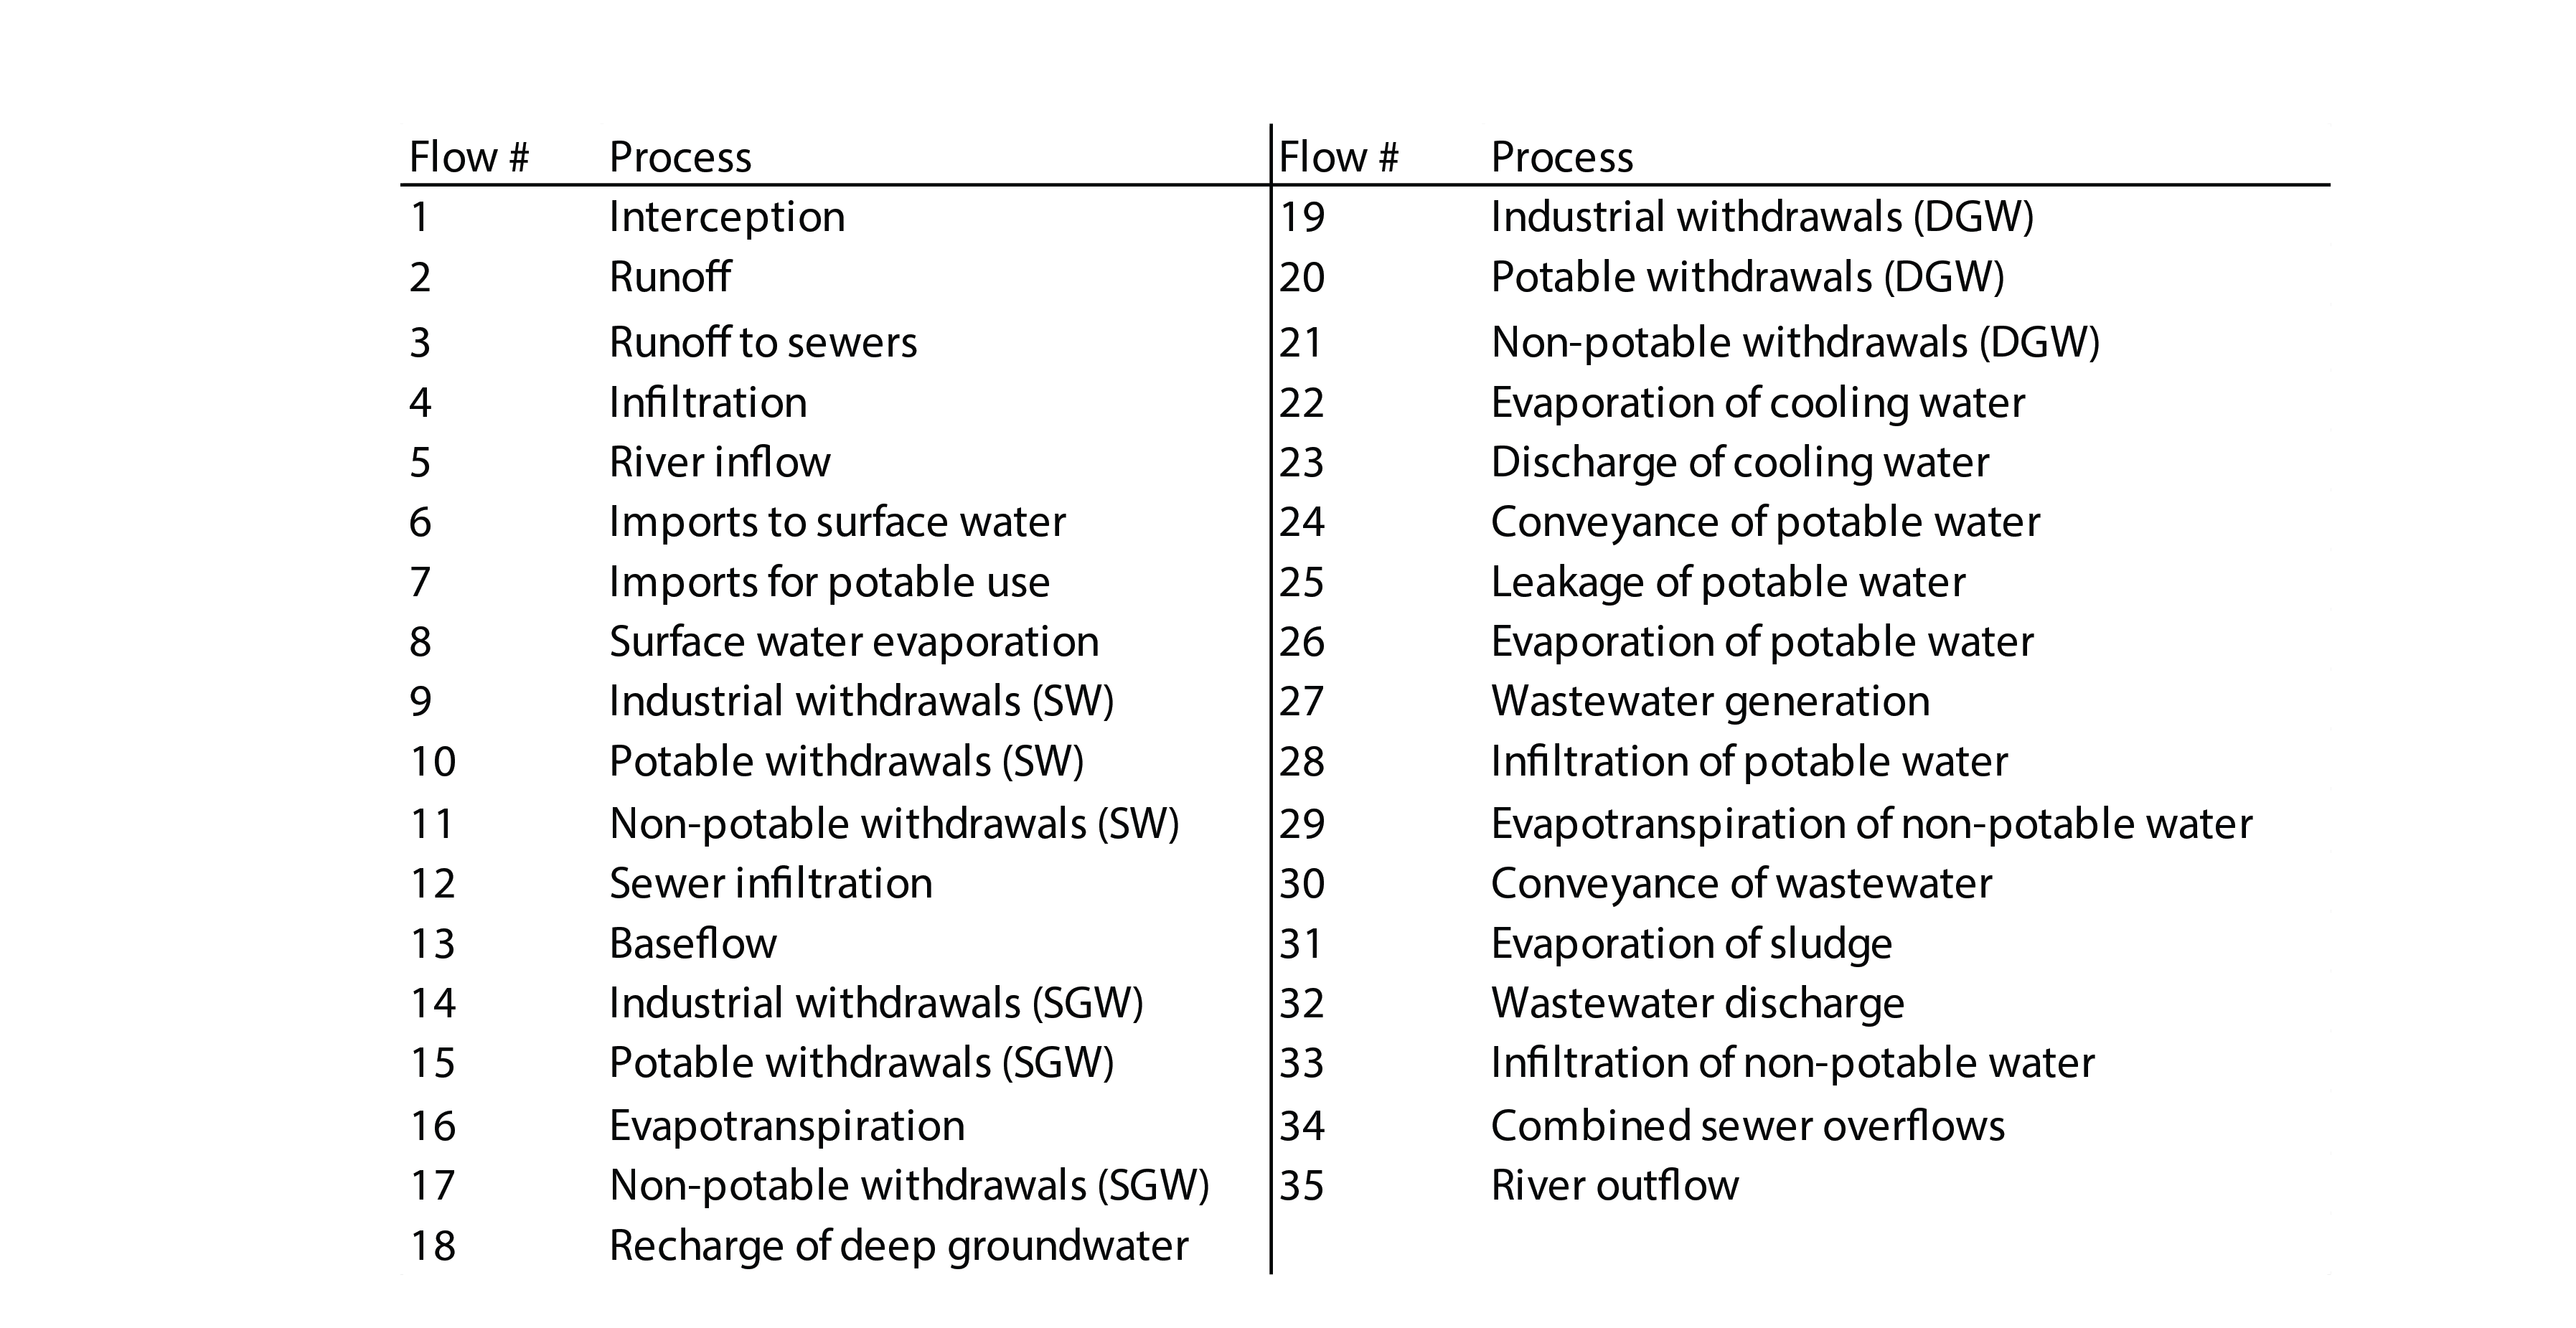 Flow # Process Flow # Process
1 Interception 19 Industrial withdrawals (DGW)
2 Runoff 20 Potable withdrawals (DGW)
3 Runoff to sewers 21 Non-potable withdrawals (DGW)
4 Infiltration 22 Evaporation of cooling water
5 River inflow 23 Discharge of cooling water
6 Imports to surface water 24 Conveyance of potable water
7 Imports for potable use 25 Leakage of potable water
8 Surface water evaporation 26 Evaporation of potable water
9 Industrial withdrawals (SW) 27 Wastewater generation
10 Potable withdrawals (SW) 28 Infiltration of potable water
11 Non-potable withdrawals (SW) 29 Evapotranspiration of non-potable water
12 Sewer infiltration 30 Conveyance of wastewater
13 Baseflow 31 Evaporation of sludge
14 Industrial withdrawals (SGW) 32 Wastewater discharge
15 Potable withdrawals (SGW) 33 Infiltration of non-potable water
16 Evapotranspiration 34 Combined sewer overflows
17 Non-potable withdrawals (SGW) 35 River outflow
18 Recharge of deep groundwater